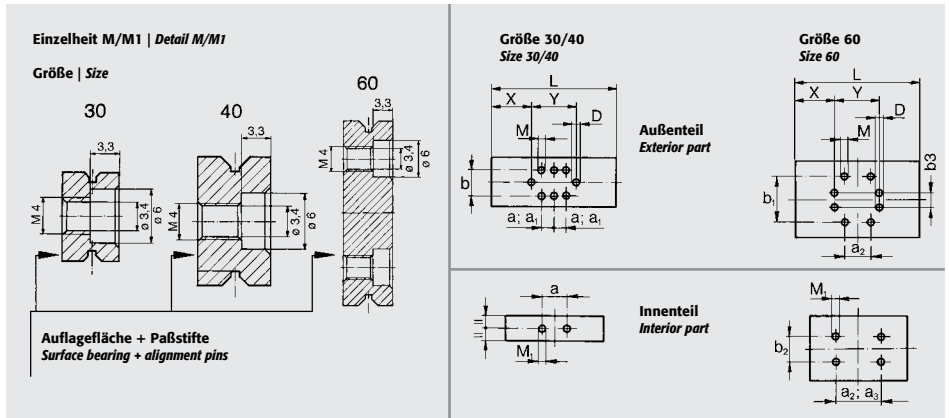 Einzelheit M/M1 | Detail M/M1
Größe | Size
30
40
60
3,3
3,3
3,3
M 4
ø 3,4
ø 6
M 4
ø 3,4
ø 6
M 4
ø 3,4
ø 6
Auflagefläche + Paßstifte
Surface bearing + alignment pins
Größe 30/40
Size 30/40
L
X
Y
D
M
b
a; a₁
a; a₁
Außenteil
Exterior part
Größe 60
Size 60
L
X
Y
D
M
b3
b₁
a₂
a
M₁
Innenteil
Interior part
M₁
b₂
a₂; a₃